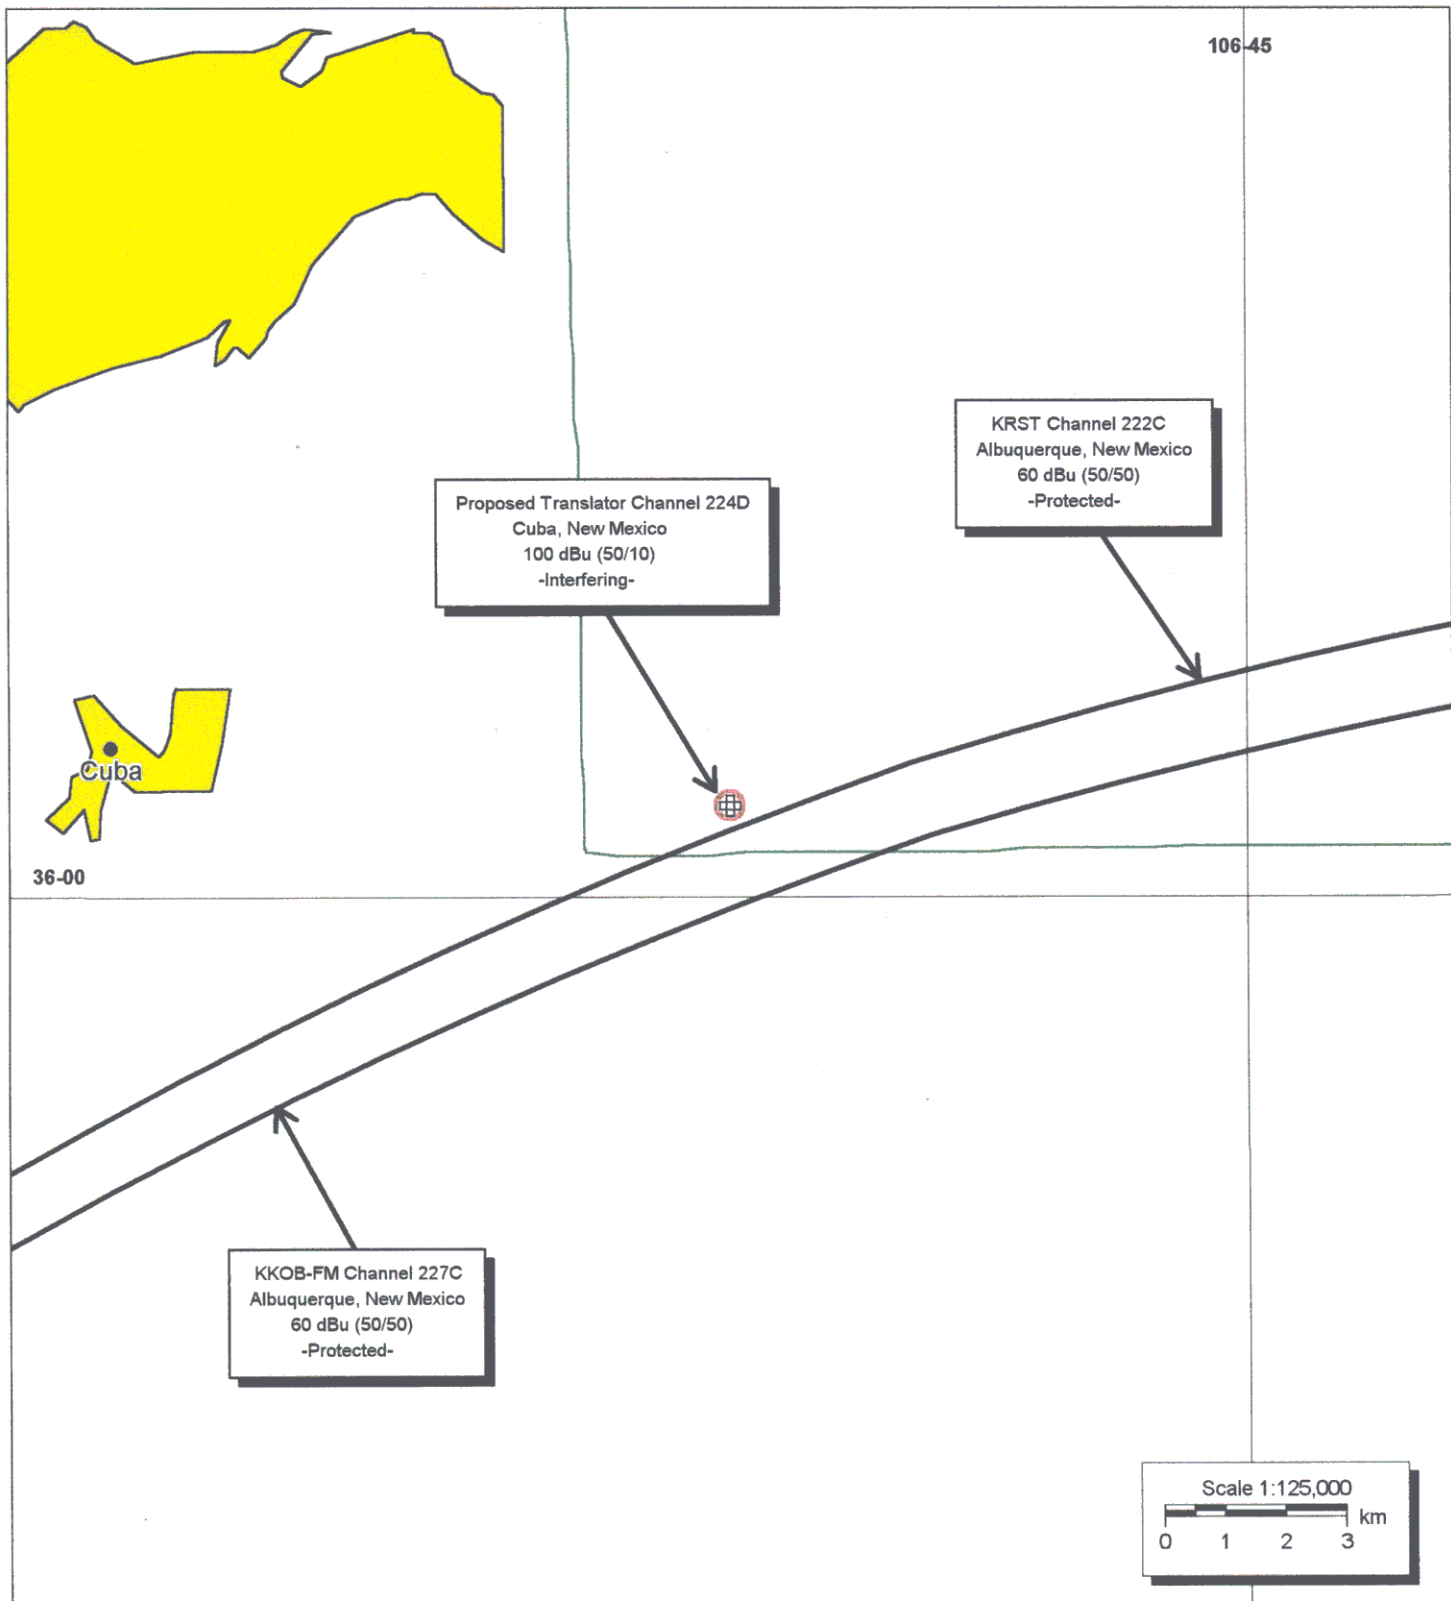 106-45
KRST Channel 222C
Albuquerque, New Mexico
60 dBu (50/50)
-Protected-
Proposed Translator Channel 224D
Cuba, New Mexico
100 dBu (50/10)
-Interfering-
Cuba
36-00
KKOB-FM Channel 227C
Albuquerque, New Mexico
60 dBu (50/50)
-Protected-
Scale 1:125,000
km
0 1 2 3